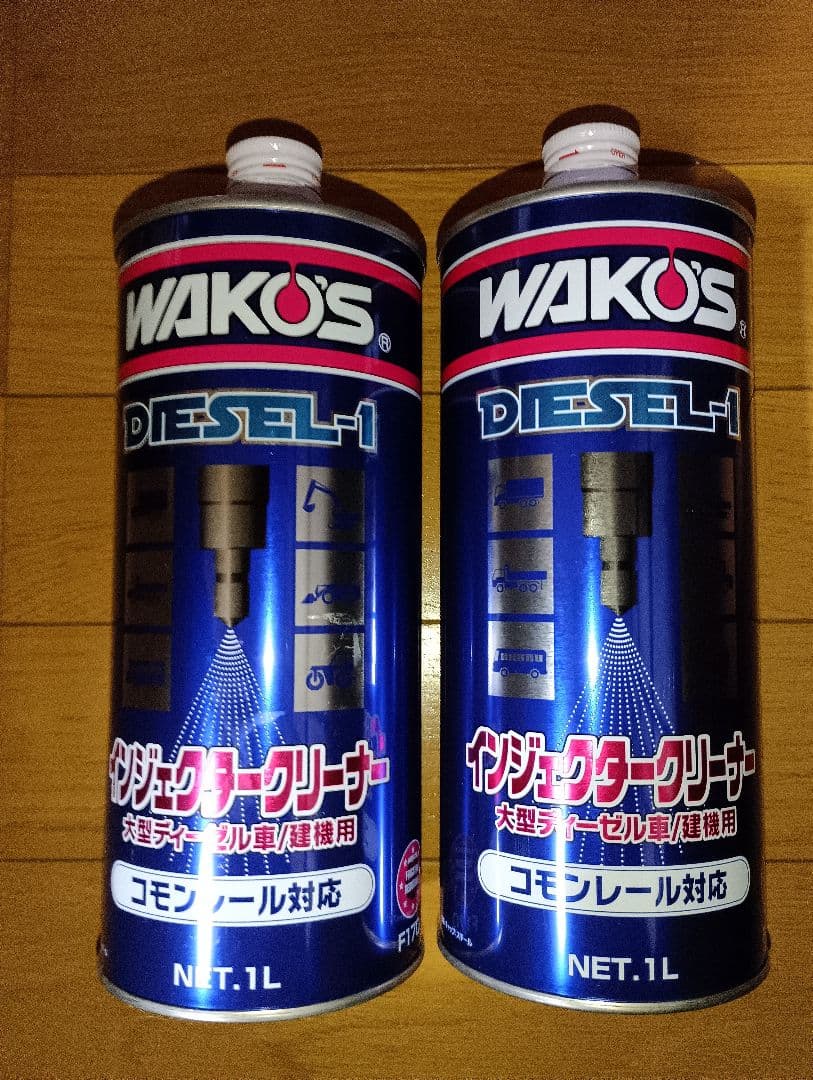 WAKO'S®
DIESEL-1
インジェクタークリーナー
大型ディーゼル車/建機用
コモンレール対応
F170
NET.1L
OPEN
WAKO'S®
DIESEL-1
インジェクタークリーナー
大型ディーゼル車/建機用
コモンレール対応
NET.1L